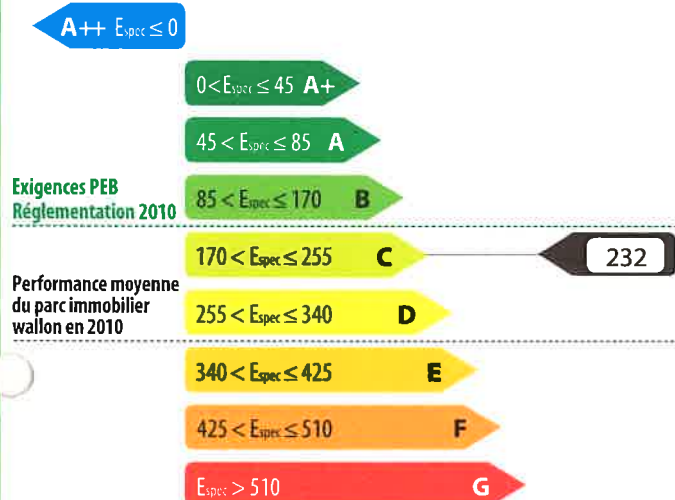 A++ Espec ≤ 0
0 < Espec ≤ 45 A+
45 < Espec ≤ 85 A
Exigences PEB
Réglementation 2010
85 < Espec ≤ 170 B
170 < Espec ≤ 255 C
232
Performance moyenne
du parc immobilier
wallon en 2010
255 < Espec ≤ 340 D
340 < Espec ≤ 425 E
425 < Espec ≤ 510 F
Espec > 510 G